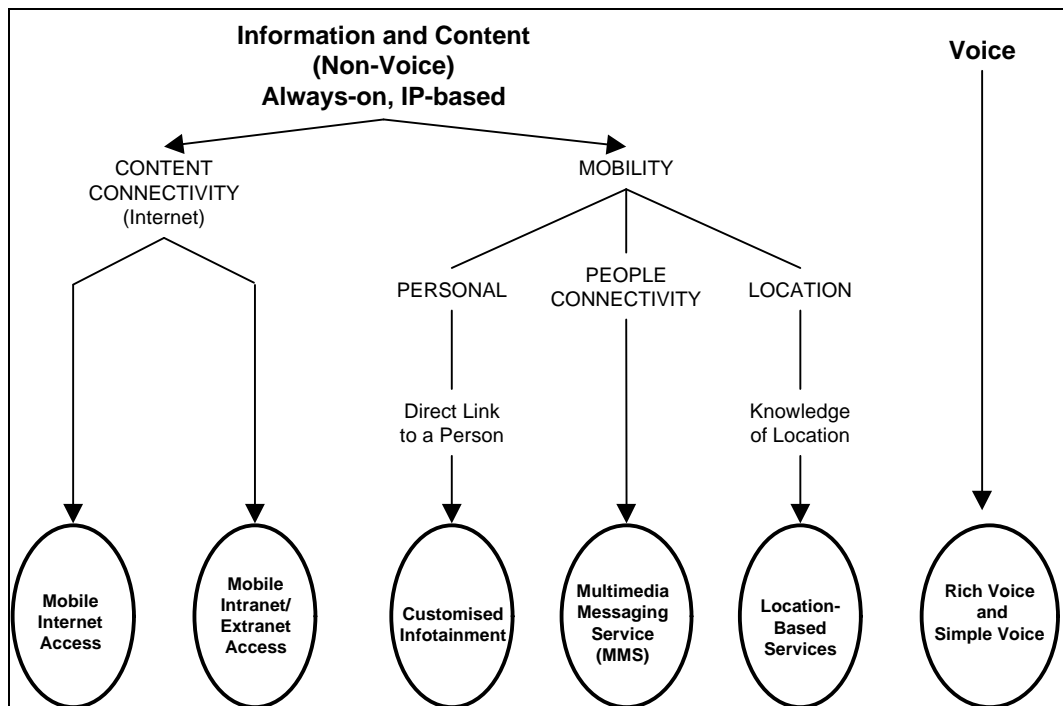 Information and Content
(Non-Voice)
Always-on, IP-based
Voice
CONTENT
CONNECTIVITY
(Internet)
MOBILITY
PERSONAL
PEOPLE
CONNECTIVITY
LOCATION
Direct Link
to a Person
Knowledge
of Location
Mobile
Internet
Access
Mobile
Intranet/
Extranet
Access
Customised
Infotainment
Multimedia
Messaging
Service
(MMS)
Location-
Based
Services
Rich Voice
and
Simple Voice